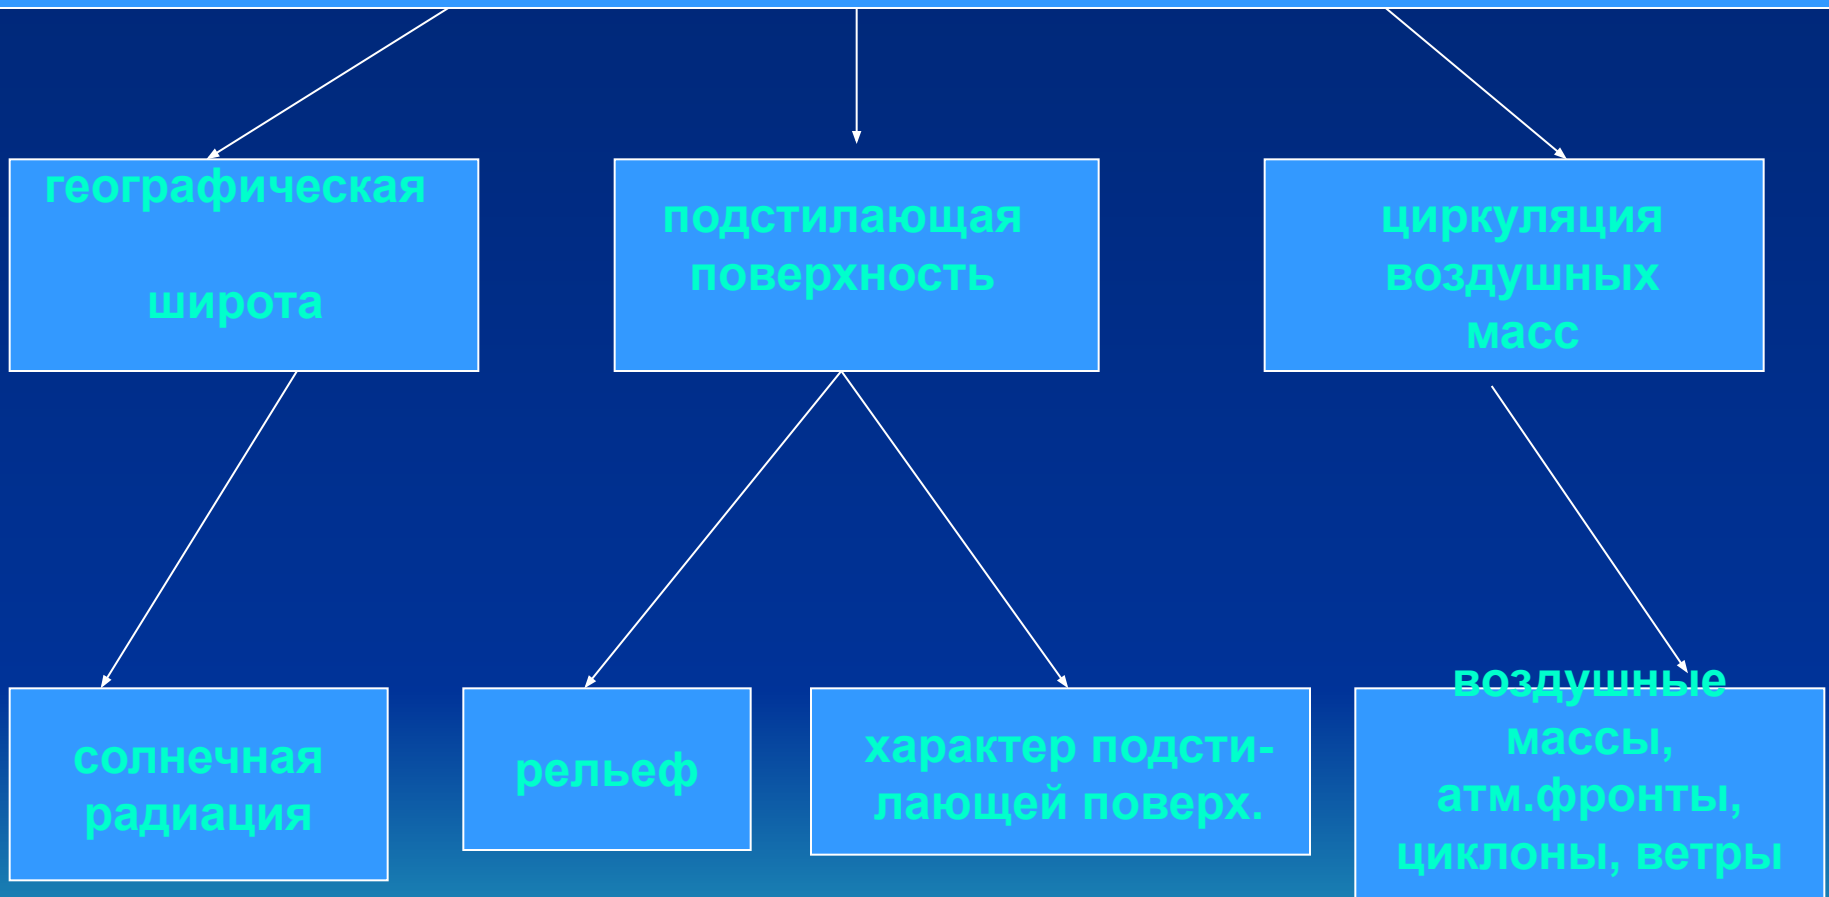 географическая
широта
подстилающая
поверхность
циркуляция
воздушных
масс
солнечная
радиация
рельеф
характер подсти-
лающей поверх.
воздушные
массы,
атм.фронты,
циклоны, ветры